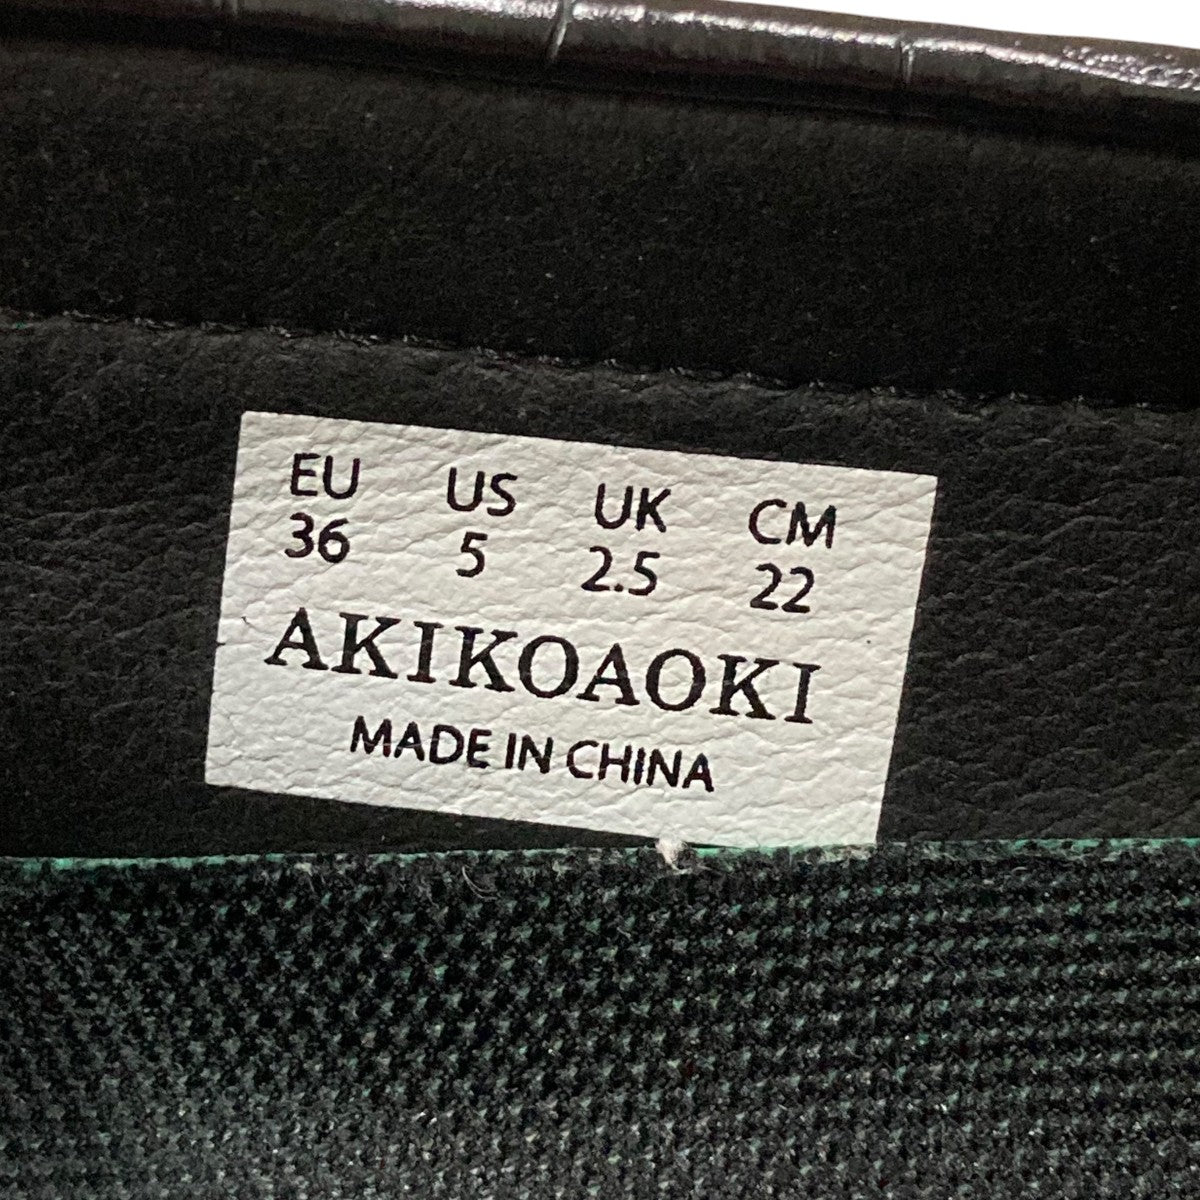 EU US UK CM
36 5 2.5 22
AKIKOAOKI
MADE IN CHINA